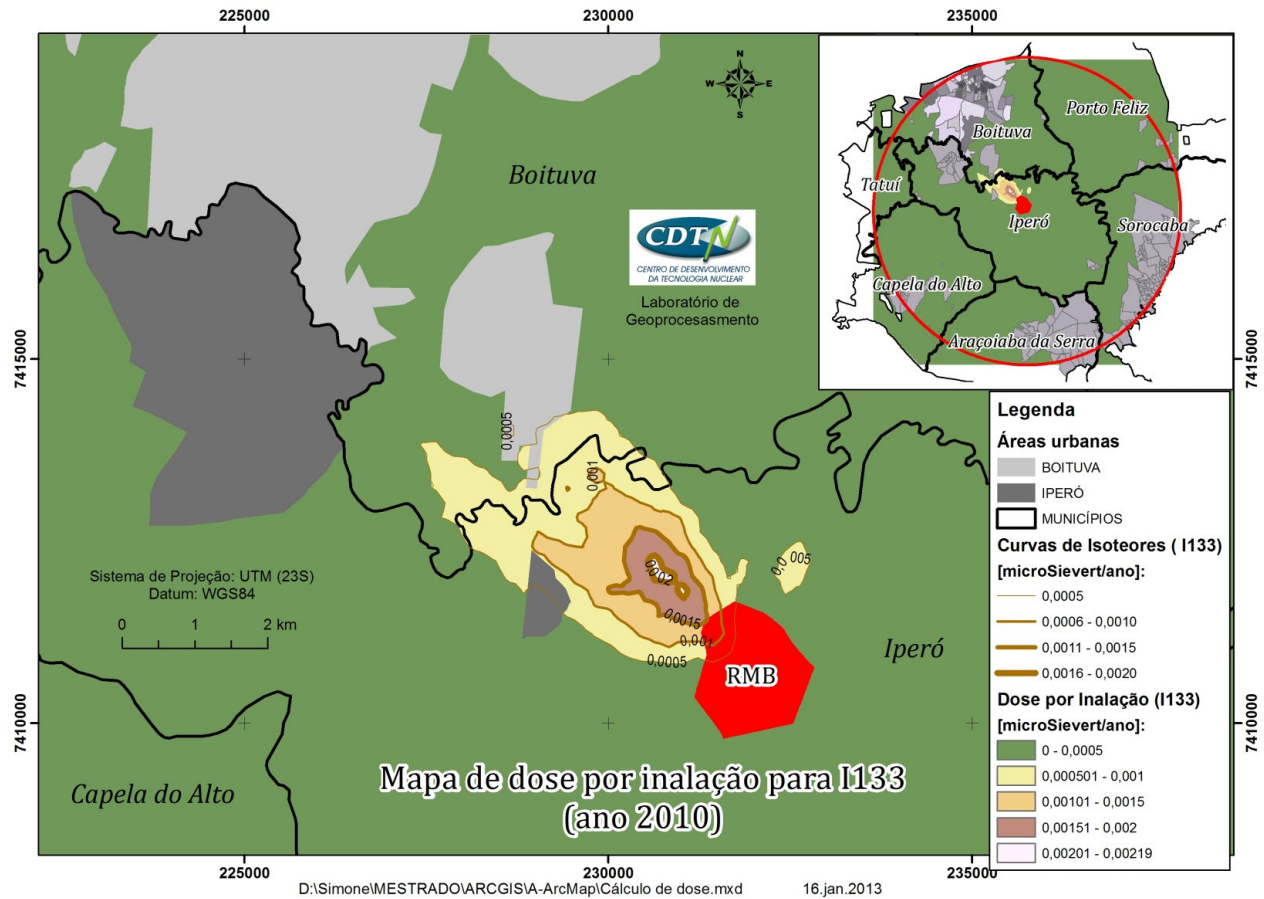 225000
230000
235000
7415000
7410000
7415000
7410000
N
W
E
S
Boituva
CDTN
CENTRO DE DESENVOLVIMENTO
DA TECNOLOGIA NUCLEAR
Laboratório de
Geoprocesasmento
Porto Feliz
Boituva
Tatuí
Iperó
Sorocaba
Capela do Alto
Araçoiaba da Serra
0,0005
0,001
0,002
0,0015
0,001
0,0005
0,0 005
Sistema de Projeção: UTM (23S)
Datum: WGS84
0 1 2 km
Iperó
RMB
Capela do Alto
Mapa de dose por inalação para I133
(ano 2010)
Legenda
Áreas urbanas
BOITUVA
IPERÓ
MUNICÍPIOS
Curvas de Isoteores ( I133)
[microSievert/ano]:
0,0005
0,0006 - 0,0010
0,0011 - 0,0015
0,0016 - 0,0020
Dose por Inalação (I133)
[microSievert/ano]:
0 - 0,0005
0,000501 - 0,001
0,00101 - 0,0015
0,00151 - 0,002
0,00201 - 0,00219
225000
230000
235000
D:\Simone\MESTRADO\ARCGIS\A-ArcMap\Cálculo de dose.mxd 16.jan.2013